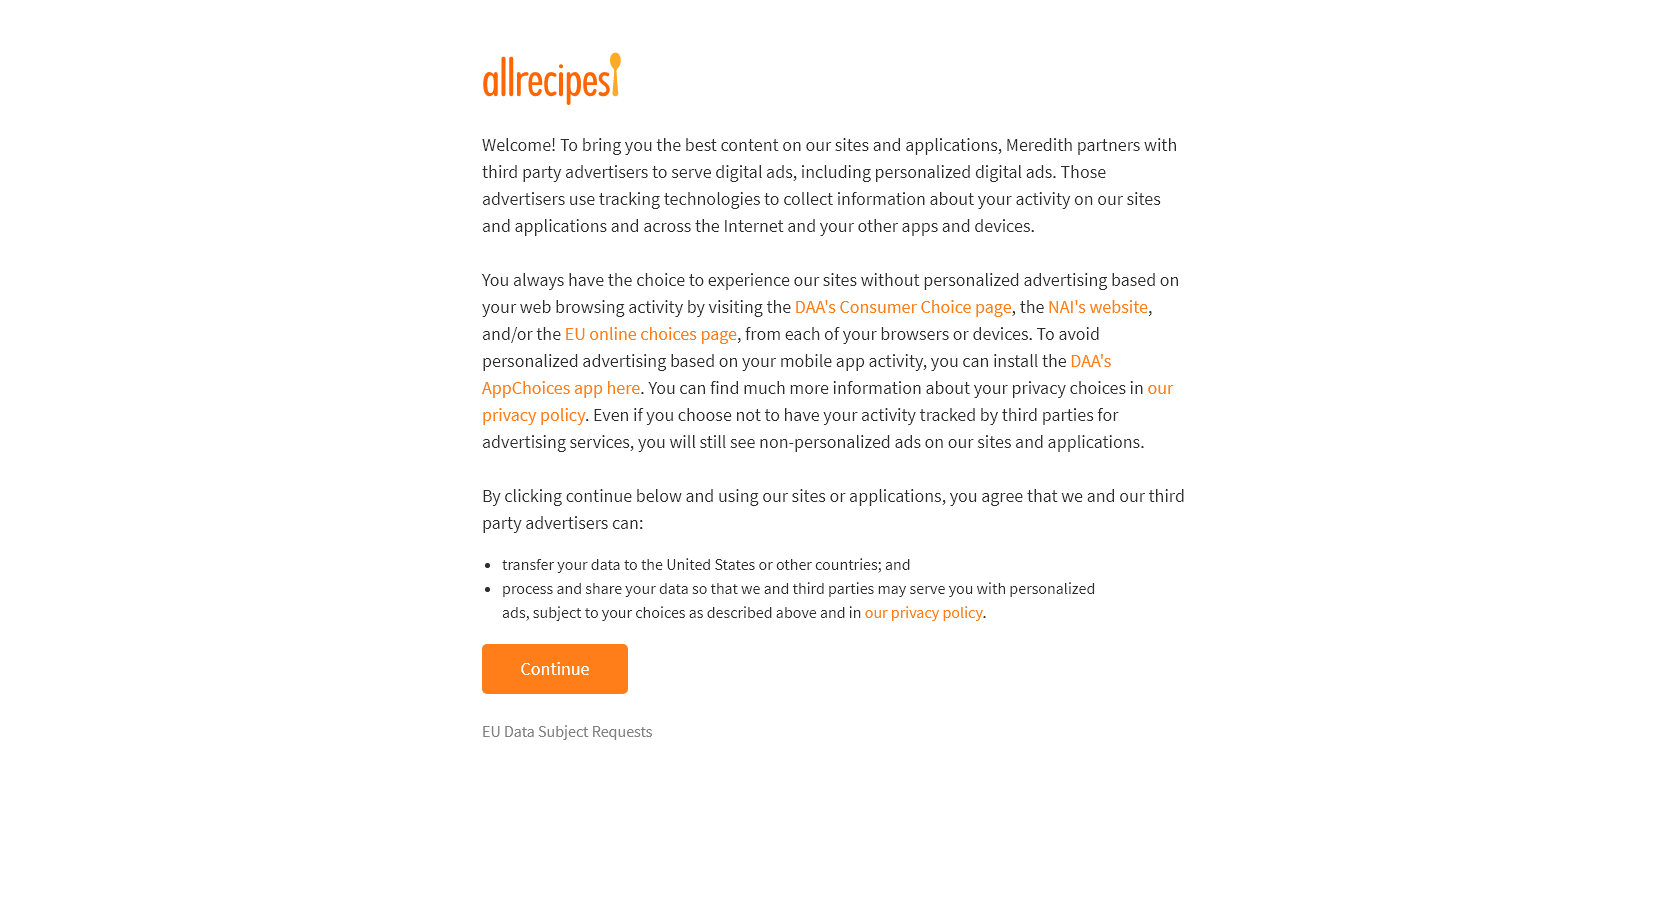 allrecipes
Welcome! To bring you the best content on our sites and applications, Meredith partners with
third party advertisers to serve digital ads, including personalized digital ads. Those
advertisers use tracking technologies to collect information about your activity on our sites
and applications and across the Internet and your other apps and devices.
You always have the choice to experience our sites without personalized advertising based on
your web browsing activity by visiting the DAA's Consumer Choice page, the NAI's website,
and/or the EU online choices page, from each of your browsers or devices. To avoid
personalized advertising based on your mobile app activity, you can install the DAA's
AppChoices app here. You can find much more information about your privacy choices in our
privacy policy. Even if you choose not to have your activity tracked by third parties for
advertising services, you will still see non-personalized ads on our sites and applications.
By clicking continue below and using our sites or applications, you agree that we and our third
party advertisers can:
• transfer your data to the United States or other countries; and
• process and share your data so that we and third parties may serve you with personalized
ads, subject to your choices as described above and in our privacy policy.
Continue
EU Data Subject Requests